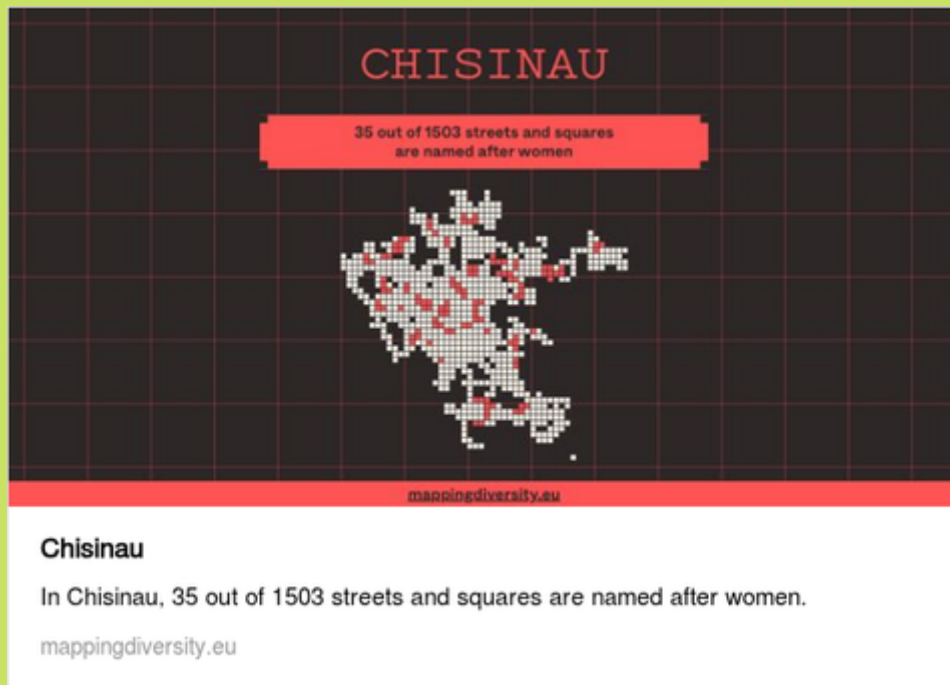 CHISINAU
35 out of 1503 streets and squares
are named after women
mappingdiversity.eu
Chisinau
In Chisinau, 35 out of 1503 streets and squares are named after women.
mappingdiversity.eu